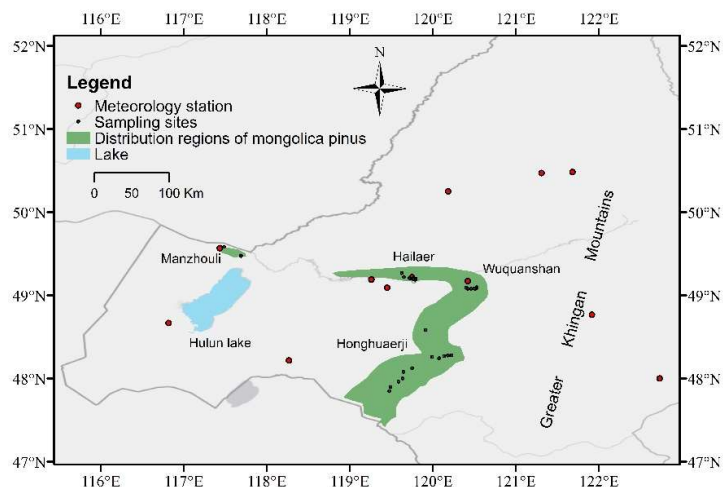 116°E 117°E 118°E 119°E 120°E 121°E 122°E
52°N 52°N
N
Legend
Meteorology station
Sampling sites
51°N 51°N
Distribution regions of mongolica pinus
Lake
0 50 100 Km
50°N 50°N
Mountains
Manzhouli
Hailaer
Wuquanshan
49°N 49°N
Khingan
Hulun lake
Honghuaerji
48°N 48°N
Greater
47°N 47°N
116°E 117°E 118°E 119°E 120°E 121°E 122°E